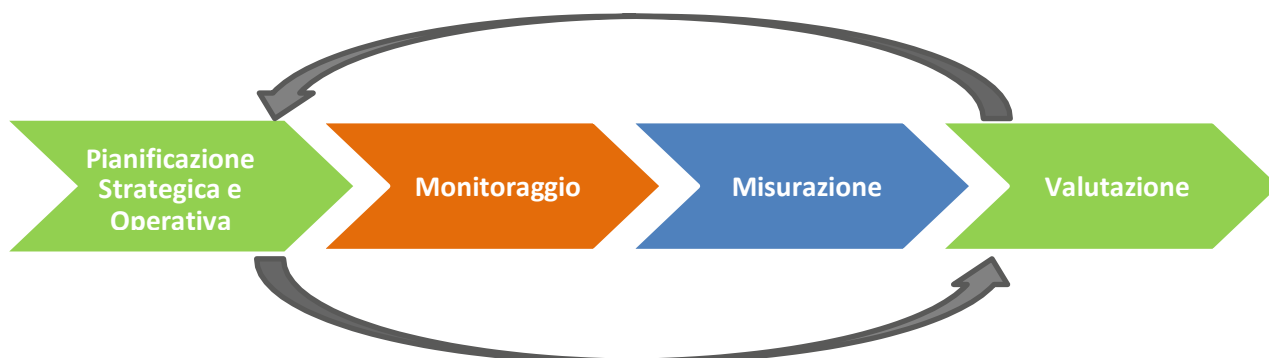 Pianificazione
Strategica e
Operativa
Monitoraggio
Misurazione
Valutazione